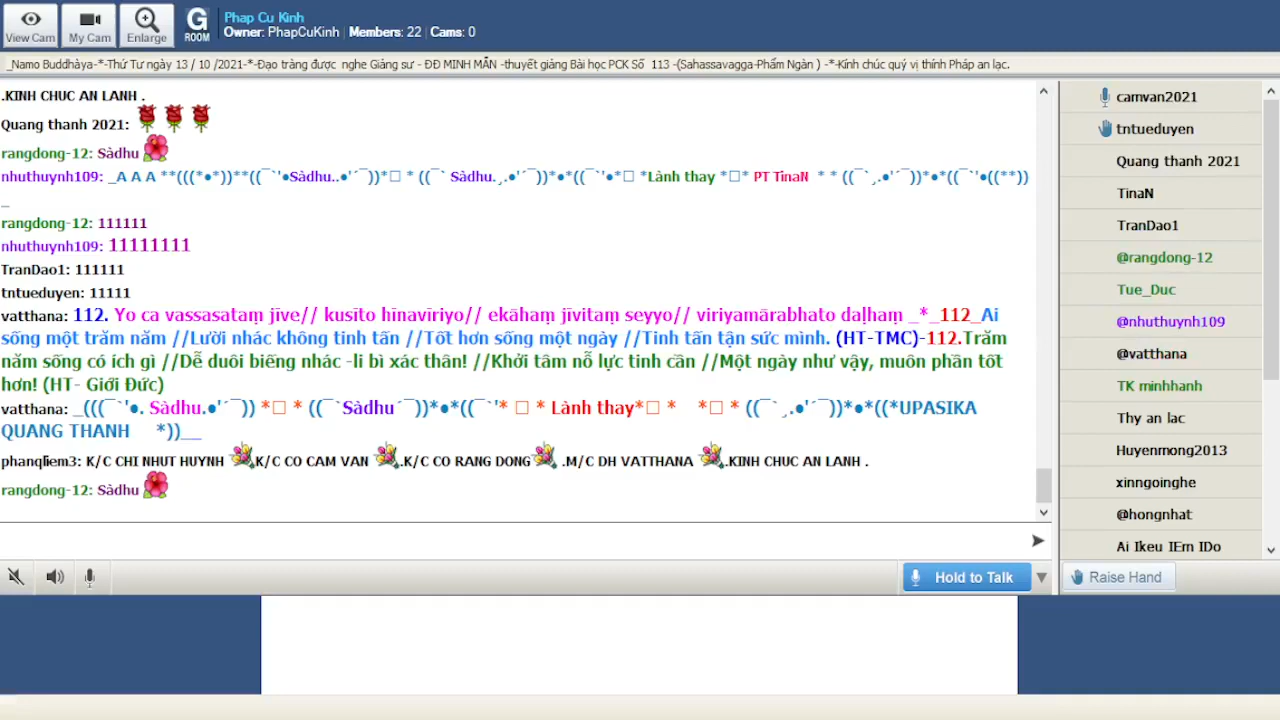 View Cam
My Cam
Enlarge
G
ROOM
Phap Cu Kinh
Owner: PhapCuKinh | Members: 22 | Cams: 0
_Namo Buddhàya-*-Thứ Tư ngày 13 / 10 /2021-*-Đạo tràng được nghe Giảng sư - ĐĐ MINH MẪN -thuyết giảng Bài học PCK Số 113 -(Sahassavagga-Phẩm Ngàn ) -*-Kính chúc quý vị thính Pháp an lạc.
.KINH CHUC AN LANH .
Quang thanh 2021:
rangdong-12: Sàdhu
nhuthuynh109: _A A A **(((*●*))**((¯`'●Sàdhu..●'´¯))*□ * ((¯` Sàdhu.¸.●'´¯))*●*((¯`'●*□ *Lành thay *□* PT TinaN * * ((¯`¸.●'´¯))*●*((¯`'●((**))
_
rangdong-12: 111111
nhuthuynh109: 11111111
TranDao1: 111111
tntueduyen: 11111
vatthana: 112. Yo ca vassasataṃ jīve// kusīto hīnavīriyo// ekāhaṃ jīvitaṃ seyyo// viriyamārabhato daḷhaṃ _*_112_Ai
sống một trăm năm //Lười nhác không tinh tấn //Tốt hơn sống một ngày //Tinh tấn tận sức mình. (HT-TMC)-112.Trăm
năm sống có ích gì //Dễ duôi biếng nhác -li bì xác thân! //Khởi tâm nỗ lực tinh cần //Một ngày như vậy, muôn phần tốt
hơn! (HT- Giới Đức)
vatthana: _(((¯`'●. Sàdhu.●'´¯)) *□ * ((¯`Sàdhu´¯))*●*((¯`'* □ * Lành thay*□ * *□ * ((¯`¸.●'´¯))*●*((*UPASIKA
QUANG THANH *))__
phanqliem3: K/C CHI NHUT HUYNH .K/C CO CAM VAN .K/C CO RANG DONG .M/C DH VATTHANA .KINH CHUC AN LANH .
rangdong-12: Sàdhu
Hold to Talk
camvan2021
tntueduyen
Quang thanh 2021
TinaN
TranDao1
@rangdong-12
Tue_Duc
@nhuthuynh109
@vatthana
TK minhhanh
Thy an lac
Huyenmong2013
xinngoinghe
@hongnhat
Ai Ikeu IEm IDo
Raise Hand